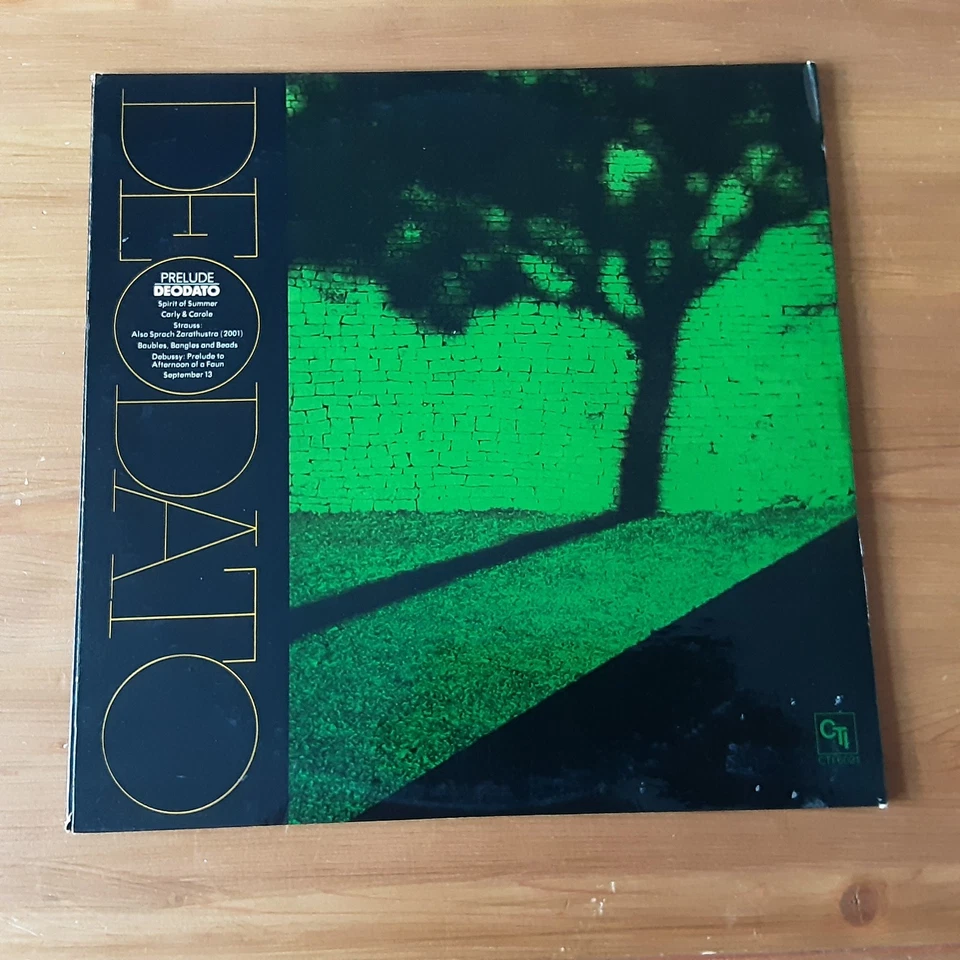 DEODATO
PRELUDE
DEODATO
Spirit of Summer
Carly & Carole
Strauss:
Also Sprach Zarathustra (2001)
Baubles, Bangles and Beads
Debussy: Prelude to
Afternoon of a Faun
September 13
CTI